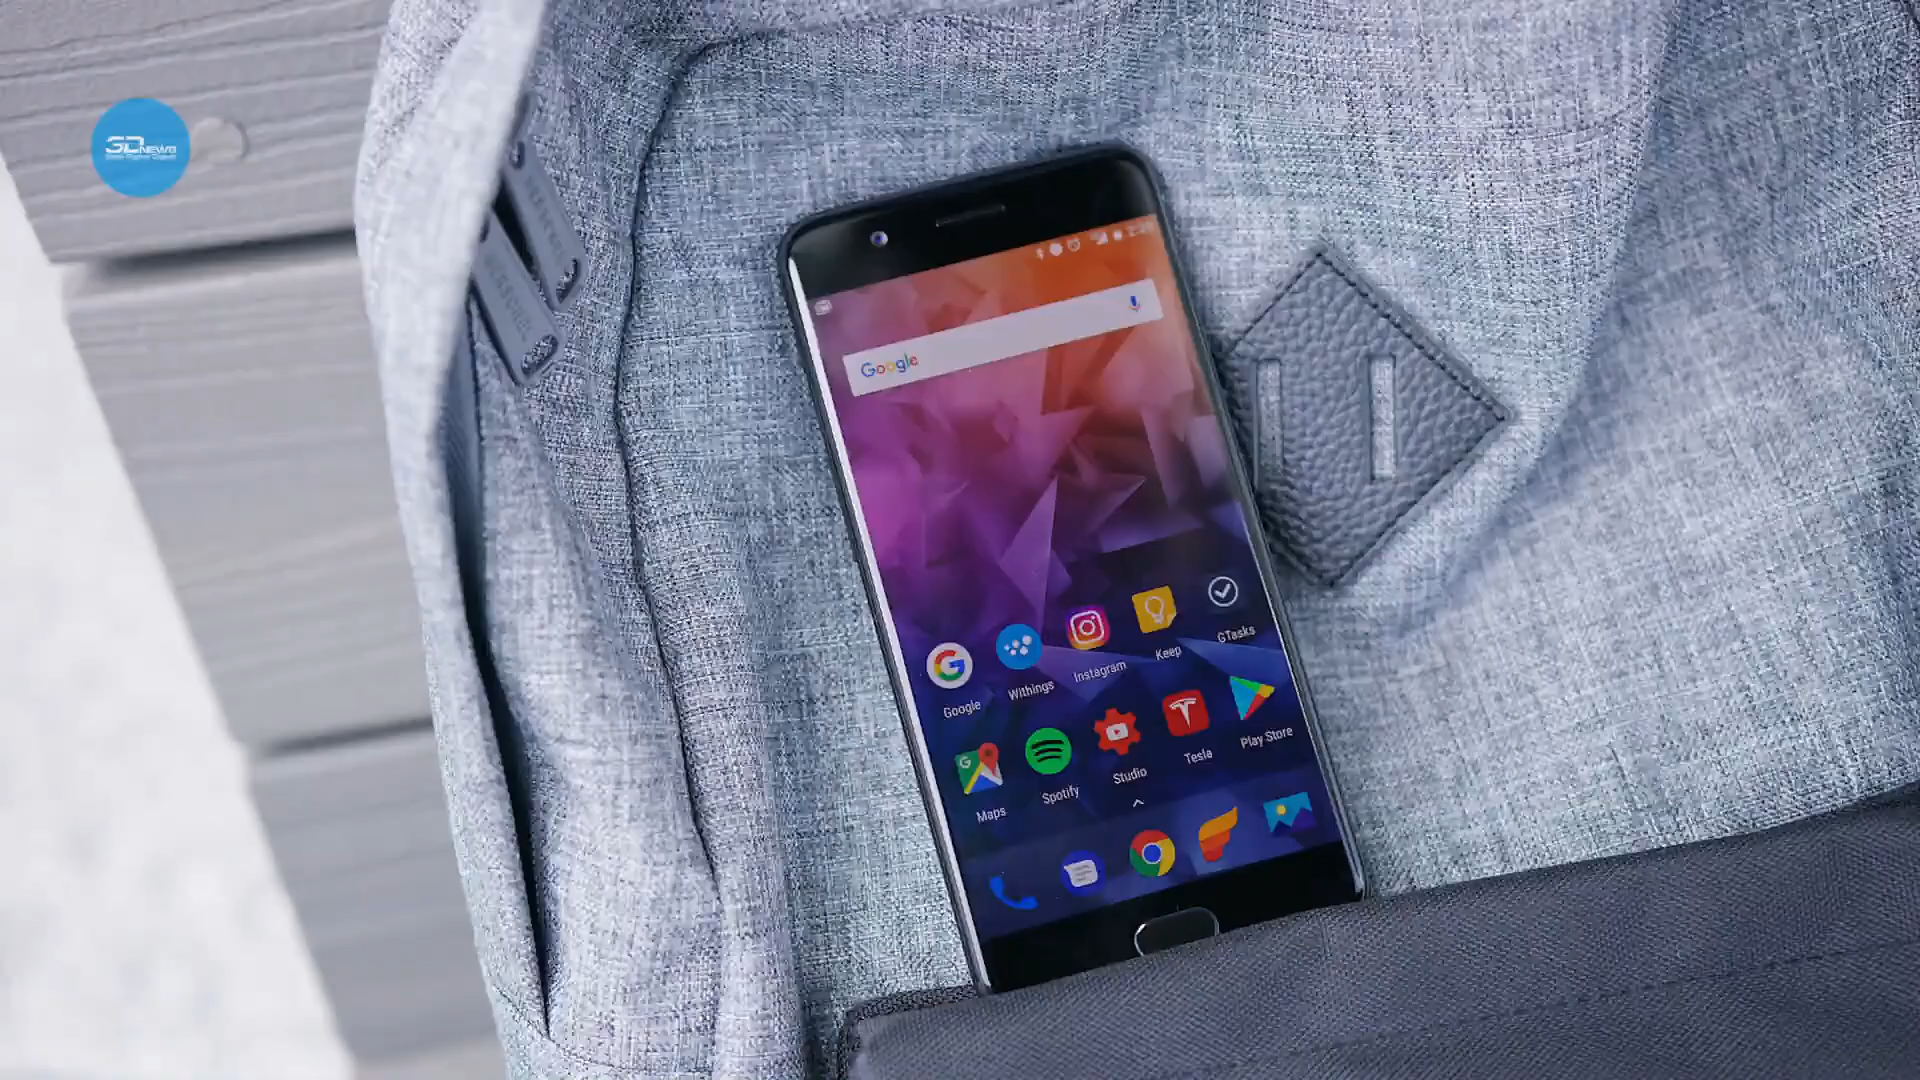 3DNEWS
Google
Google
Withings
Instagram
Keep
GTasks
G
Maps
Spotify
Studio
Tesla
Play Store